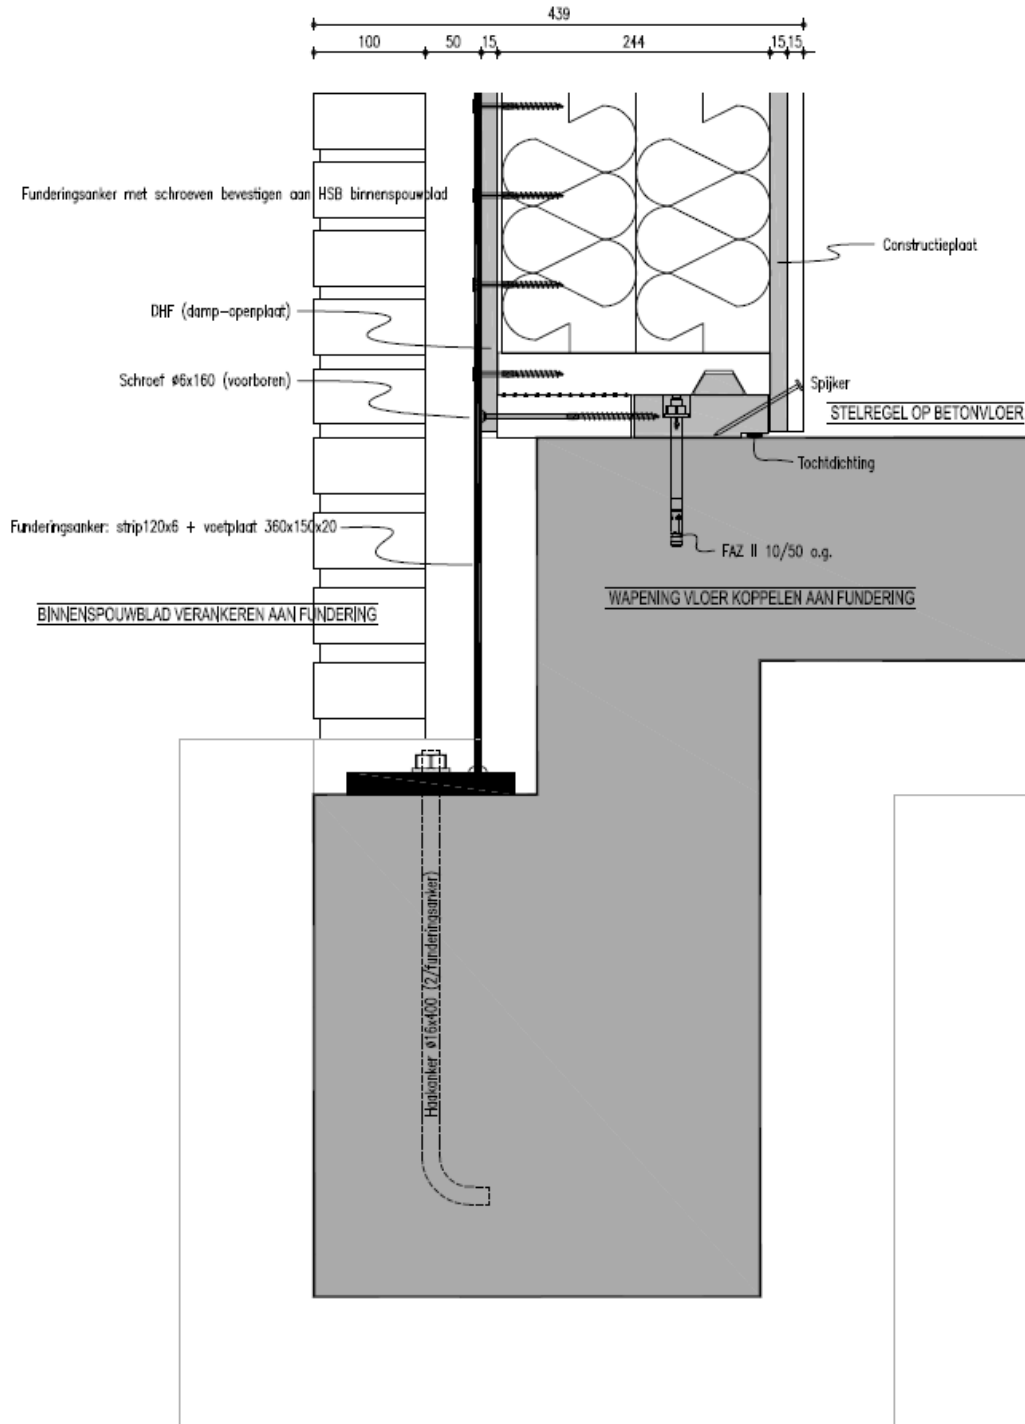 439
100 50 15 244 15 15
Funderingsanker met schroeven bevestigen aan HSB binnenspouwblad
Constructieplaat
DHF (damp-openplaat)
Schroef ø6x160 (voorboren)
Spijker
STELREGEL OP BETONVLOER
Tochtdichting
Funderingsanker: strip120x6 + voetplaat 360x150x20
FAZ II 10/50 o.g.
BINNENSPOUWBLAD VERANKEREN AAN FUNDERING
WAPENING VLOER KOPPELEN AAN FUNDERING
Haakanker ø16x400 (2/funderingsanker)